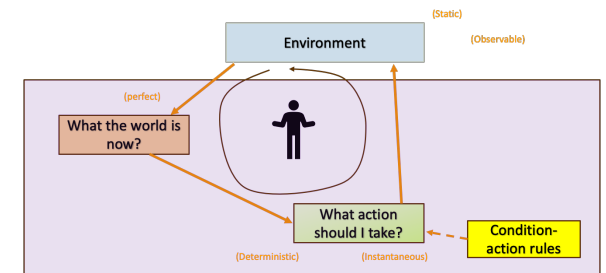 (Static)
Environment
(Observable)
(perfect)
What the world is
now?
What action
should I take?
Condition-
action rules
(Deterministic)
(Instantaneous)